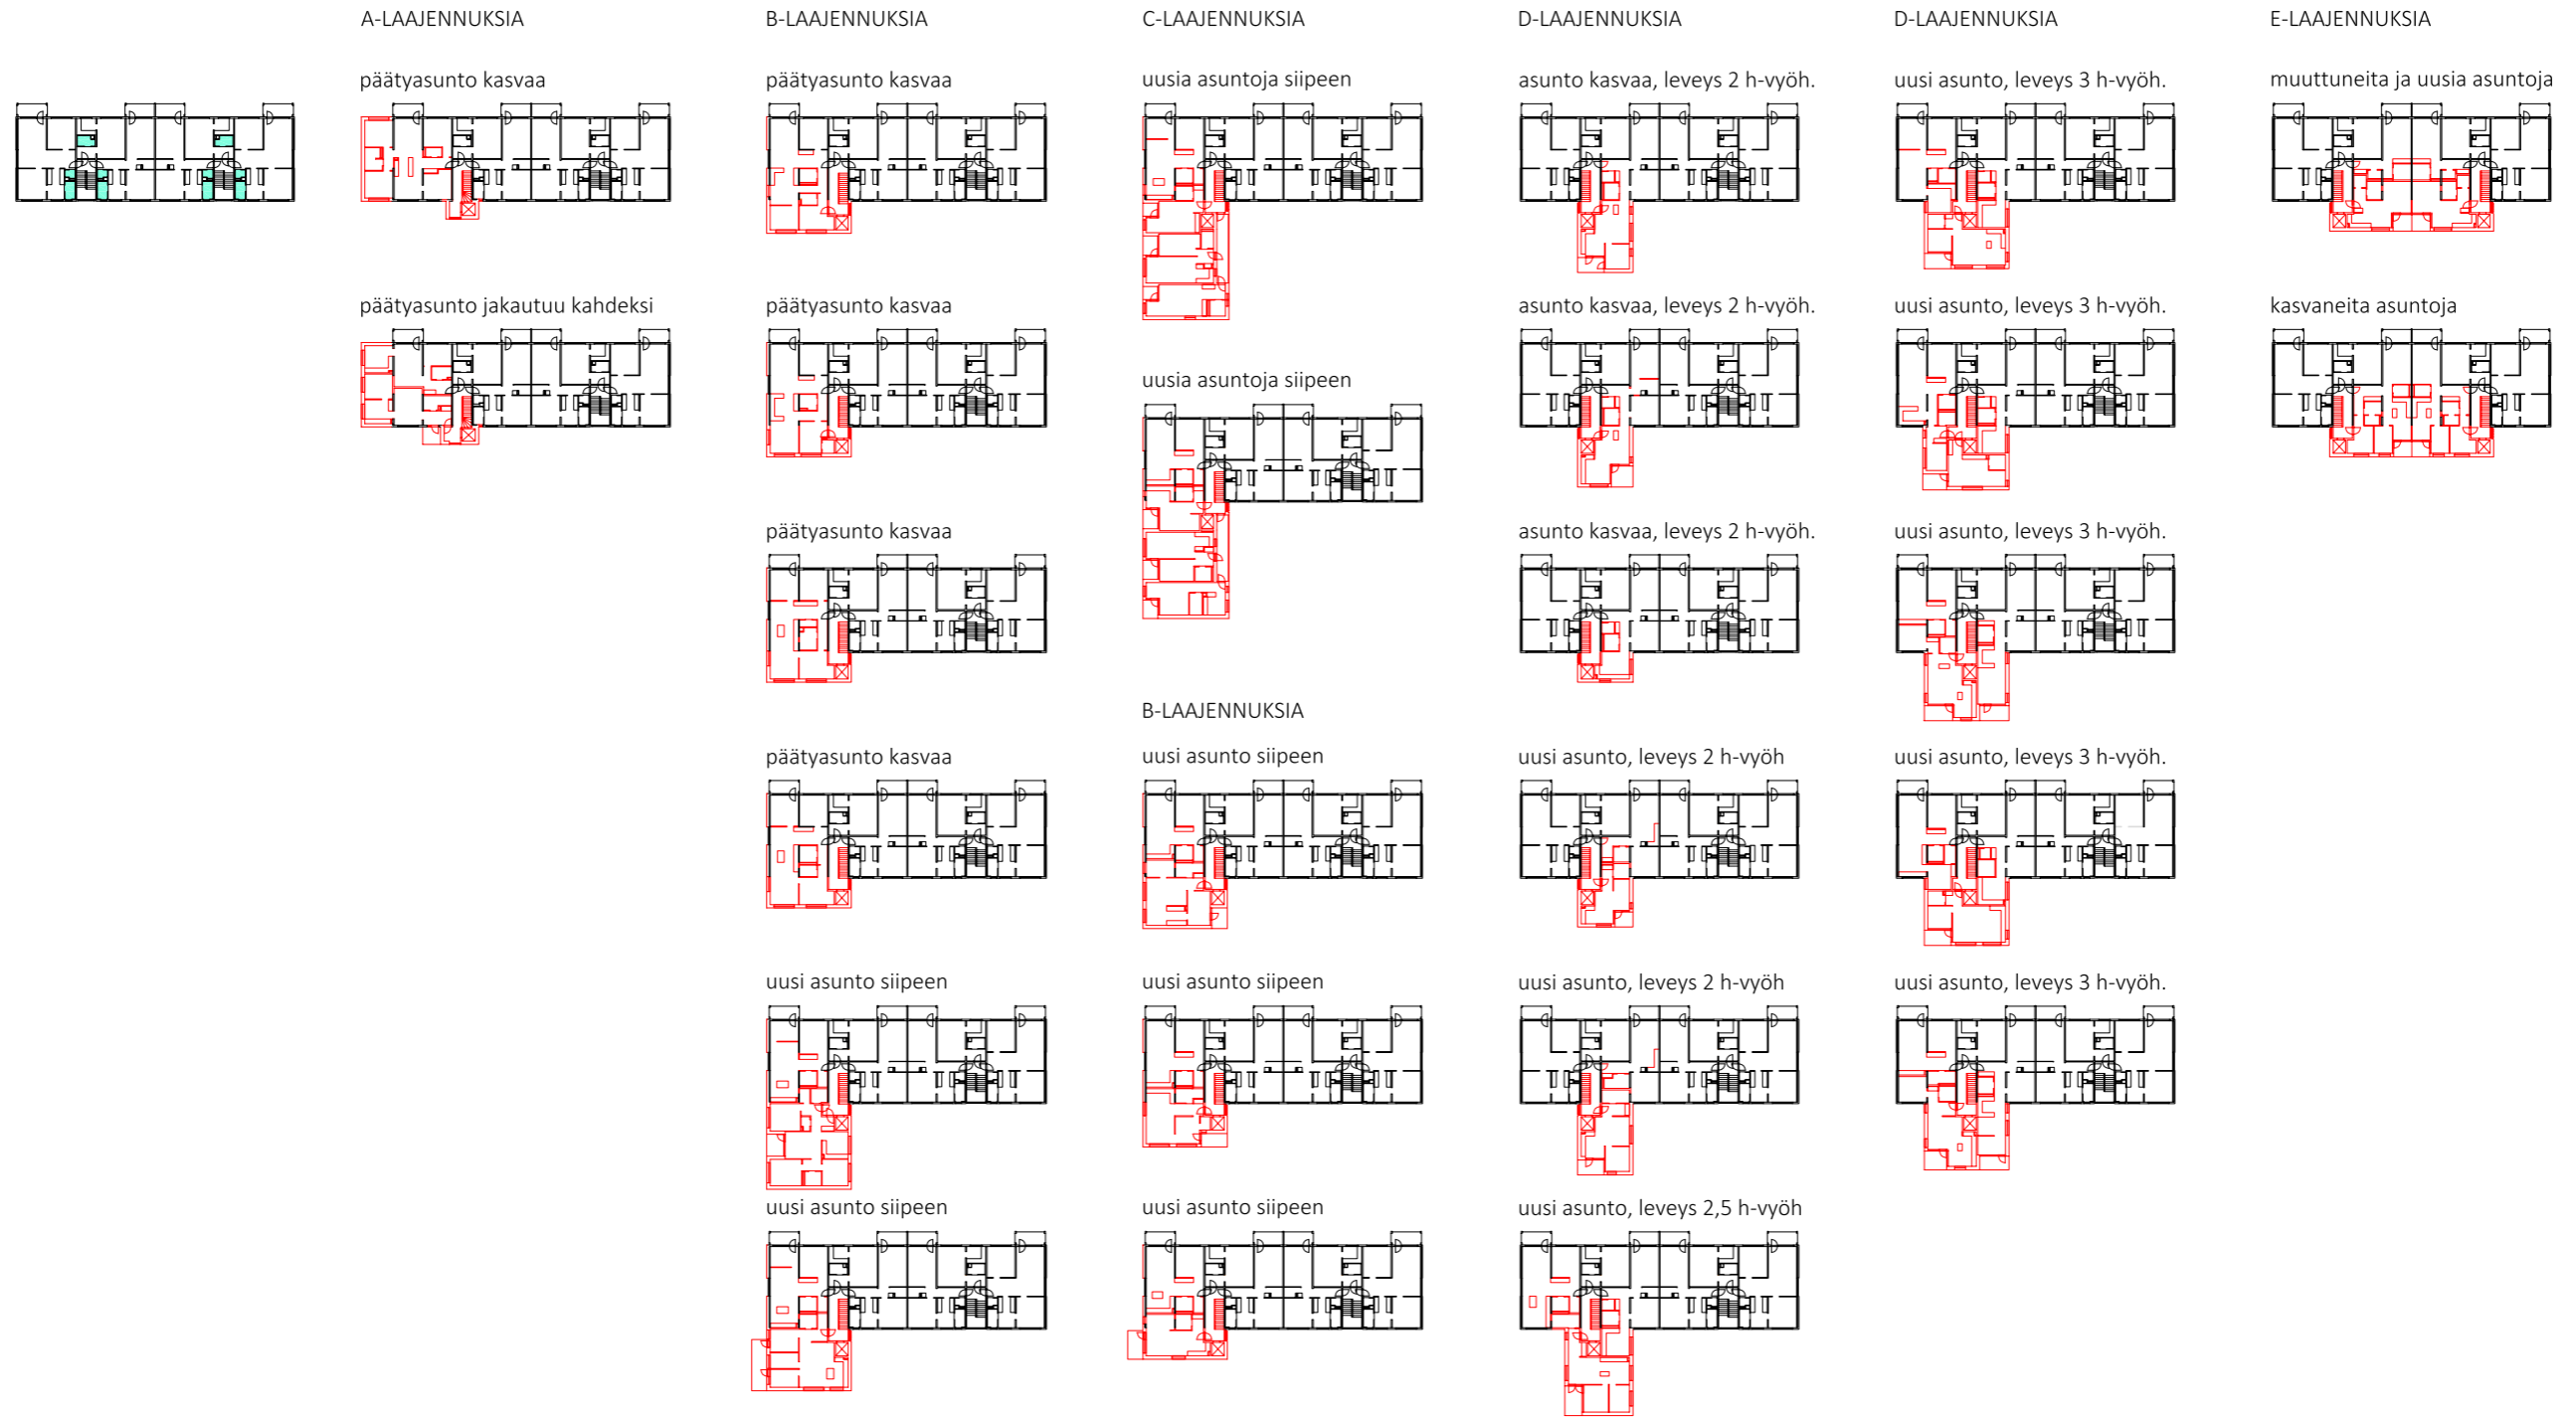 A-LAAJENNUKSIA
päätyasunto kasvaa
päätyasunto jakautuu kahdeksi
B-LAAJENNUKSIA
päätyasunto kasvaa
päätyasunto kasvaa
päätyasunto kasvaa
päätyasunto kasvaa
uusi asunto siipeen
uusi asunto siipeen
C-LAAJENNUKSIA
uusia asuntoja siipeen
uusia asuntoja siipeen
B-LAAJENNUKSIA
uusi asunto siipeen
uusi asunto siipeen
uusi asunto siipeen
D-LAAJENNUKSIA
asunto kasvaa, leveys 2 h-vyöh.
asunto kasvaa, leveys 2 h-vyöh.
asunto kasvaa, leveys 2 h-vyöh.
uusi asunto, leveys 2 h-vyöh
uusi asunto, leveys 2 h-vyöh
uusi asunto, leveys 2,5 h-vyöh
D-LAAJENNUKSIA
uusi asunto, leveys 3 h-vyöh.
uusi asunto, leveys 3 h-vyöh.
uusi asunto, leveys 3 h-vyöh.
uusi asunto, leveys 3 h-vyöh.
uusi asunto, leveys 3 h-vyöh.
E-LAAJENNUKSIA
muuttuneita ja uusia asuntoja
kasvaneita asuntoja